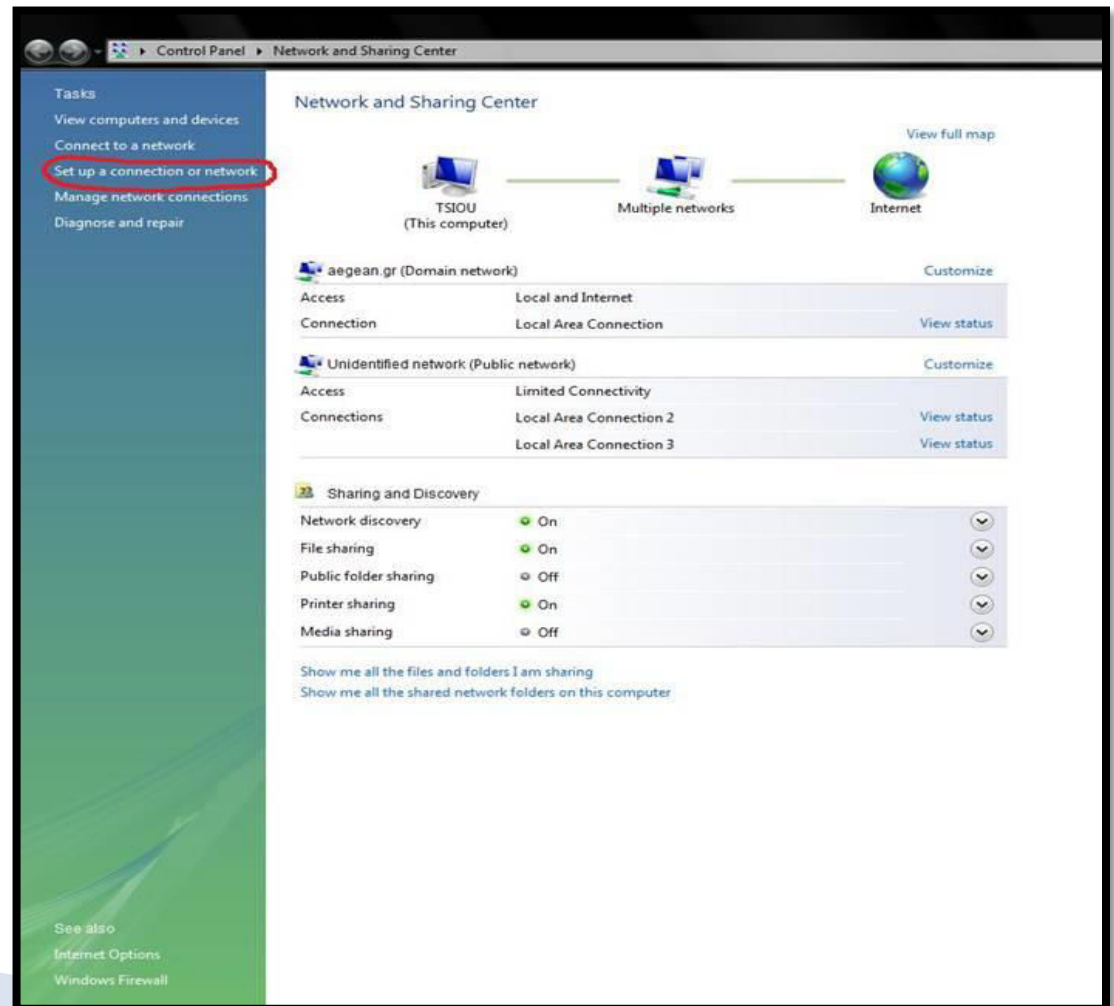 Control Panel Network and Sharing Center
Tasks
View computers and devices
Connect to a network
Set up a connection or network
Manage network connections
Diagnose and repair
Network and Sharing Center
View full map
TSIOU
(This computer)
Multiple networks
Internet
aegean.gr (Domain network) Customize
Access Local and Internet
Connection Local Area Connection View status
Unidentified network (Public network) Customize
Access Limited Connectivity
Connections Local Area Connection 2 View status
Local Area Connection 3 View status
Sharing and Discovery
Network discovery On
File sharing On
Public folder sharing Off
Printer sharing On
Media sharing Off
Show me all the files and folders I am sharing
Show me all the shared network folders on this computer
See also
Internet Options
Windows Firewall